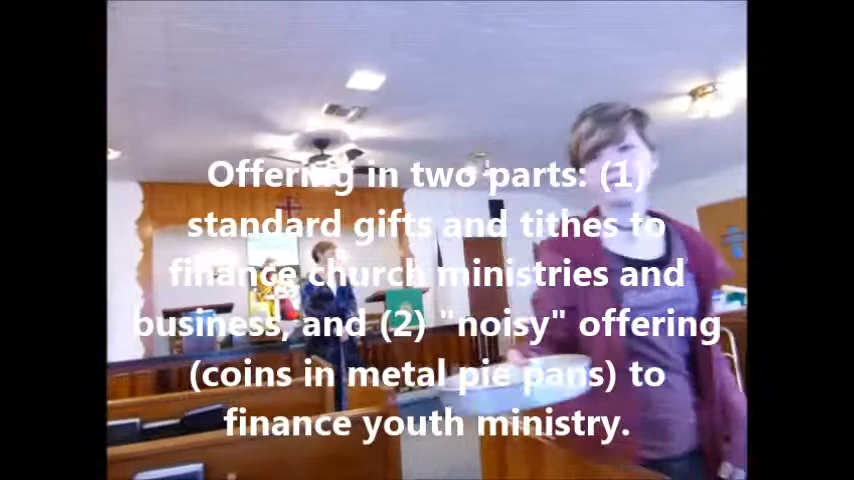 Offering in two parts: (1)
standard gifts and tithes to
finance church ministries and
business, and (2) "noisy" offering
(coins in metal pie pans) to
finance youth ministry.